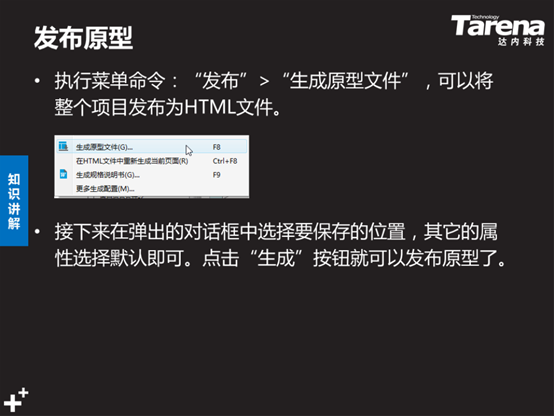 发布原型
Technology
Tarena
达内科技
• 执行菜单命令：“发布”>“生成原型文件”，可以将
整个项目发布为HTML文件。
生成原型文件(G)... F8
在HTML文件中重新生成当前页面(R) Ctrl+F8
生成规格说明书(G)... F9
更多生成配置(M)...
知识讲解
• 接下来在弹出的对话框中选择要保存的位置，其它的属
性选择默认即可。点击“生成”按钮就可以发布原型了。